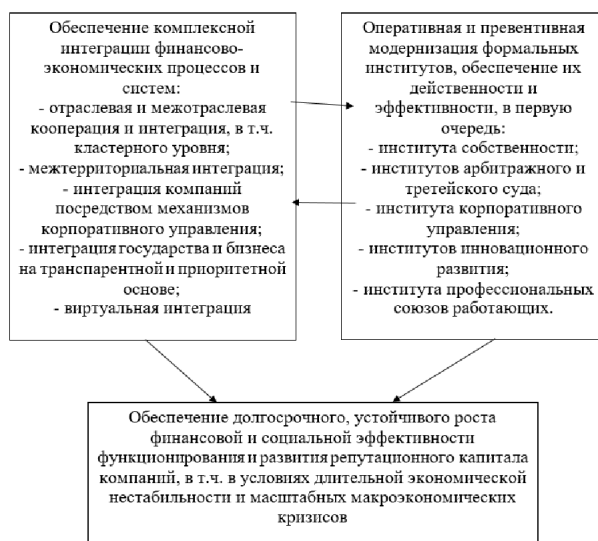 Обеспечение комплексной
интеграции финансово-
экономических процессов и
систем:
- отраслевая и межотраслевая
кооперация и интеграция, в т.ч.
кластерного уровня;
- межтерриториальная интеграция;
- интеграция компаний
посредством механизмов
корпоративного управления;
- интеграция государства и бизнеса
на транспарентной и приоритетной
основе;
- виртуальная интеграция
Оперативная и превентивная
модернизация формальных
институтов, обеспечение их
действенности и
эффективности, в первую
очередь:
- института собственности;
- институтов арбитражного и
третейского суда;
- института корпоративного
управления;
- институтов инновационного
развития;
- института профессиональных
союзов работающих.
Обеспечение долгосрочного, устойчивого роста
финансовой и социальной эффективности
функционирования и развития репутационного капитала
компаний, в т.ч. в условиях длительной экономической
нестабильности и масштабных макроэкономических
кризисов